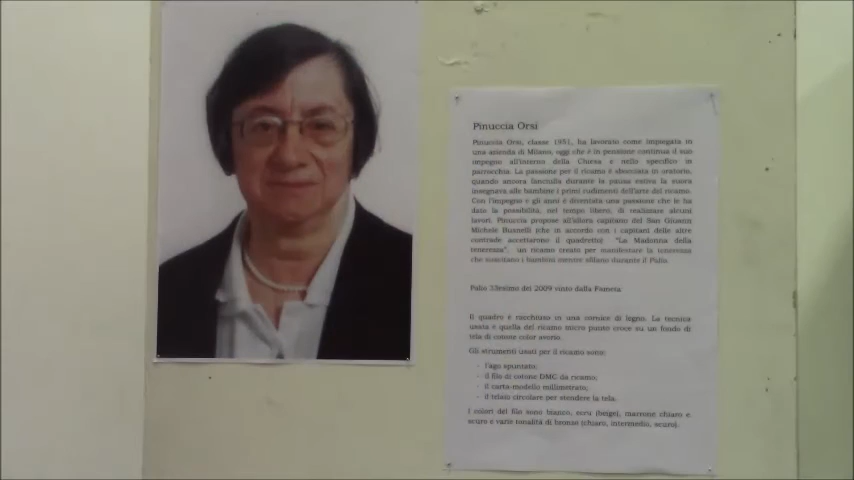 Pinuccia Orsi
Pinuccia Orsi, classe 1951, ha lavorato come impiegata in
una azienda di Milano, oggi che è in pensione continua il suo
impegno all'interno della Chiesa e nello specifico in
parrocchia. La passione per il ricamo è sbocciata in oratorio,
quando ancora fanciulla durante la pausa estiva la suora
insegnava alle bambine i primi rudimenti dell'arte del ricamo.
Con l'impegno e gli anni è diventata una passione che le ha
dato la possibilità, nel tempo libero, di realizzare alcuni
lavori. Pinuccia propose all'allora capitano del San Giovanni
Michele Busnelli (che in accordo con i capitani delle altre
contrade accettarono il quadretto) "La Madonna della
tenerezza", un ricamo creato per manifestare la tenerezza
che suscitano i bambini mentre sfilano durante il Palio.
Palio 33esimo del 2009 vinto dalla
Il quadro è racchiuso in una cornice di legno. La tecnica
usata è quella del ricamo micro punto croce su un fondo di
tela di cotone color avorio.
Gli strumenti usati per il ricamo sono:
- l'ago spuntato;
- il filo di cotone DMC da ricamo;
- il carta-modello millimetrato;
- il telaio circolare per stendere la tela.
I colori del filo sono bianco, ecru (beige), marrone chiaro e
scuro e varie tonalità di bronzo (chiaro, intermedio, scuro).